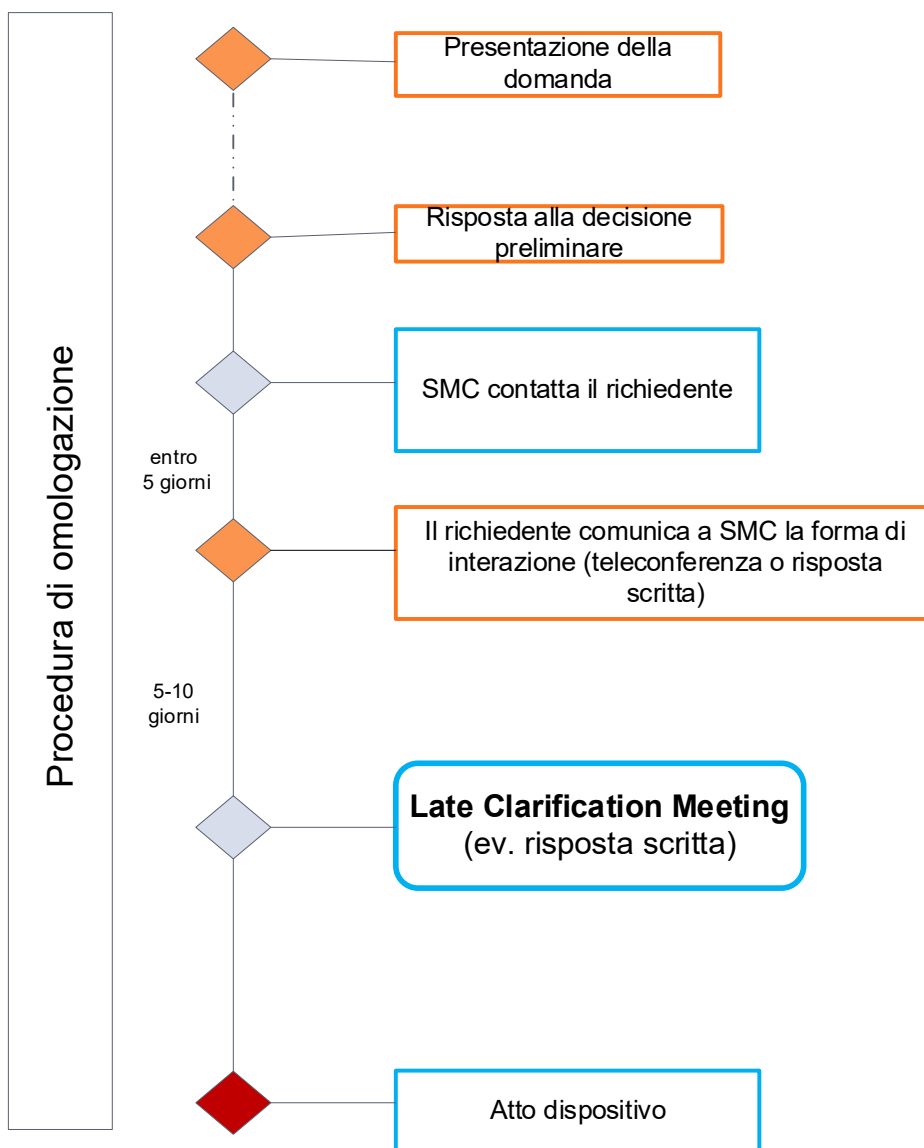 Procedura di omologazione
Presentazione della
domanda
Risposta alla decisione
preliminare
SMC contatta il richiedente
entro
5 giorni
Il richiedente comunica a SMC la forma di
interazione (teleconferenza o risposta
scritta)
5-10
giorni
Late Clarification Meeting
(ev. risposta scritta)
Atto dispositivo